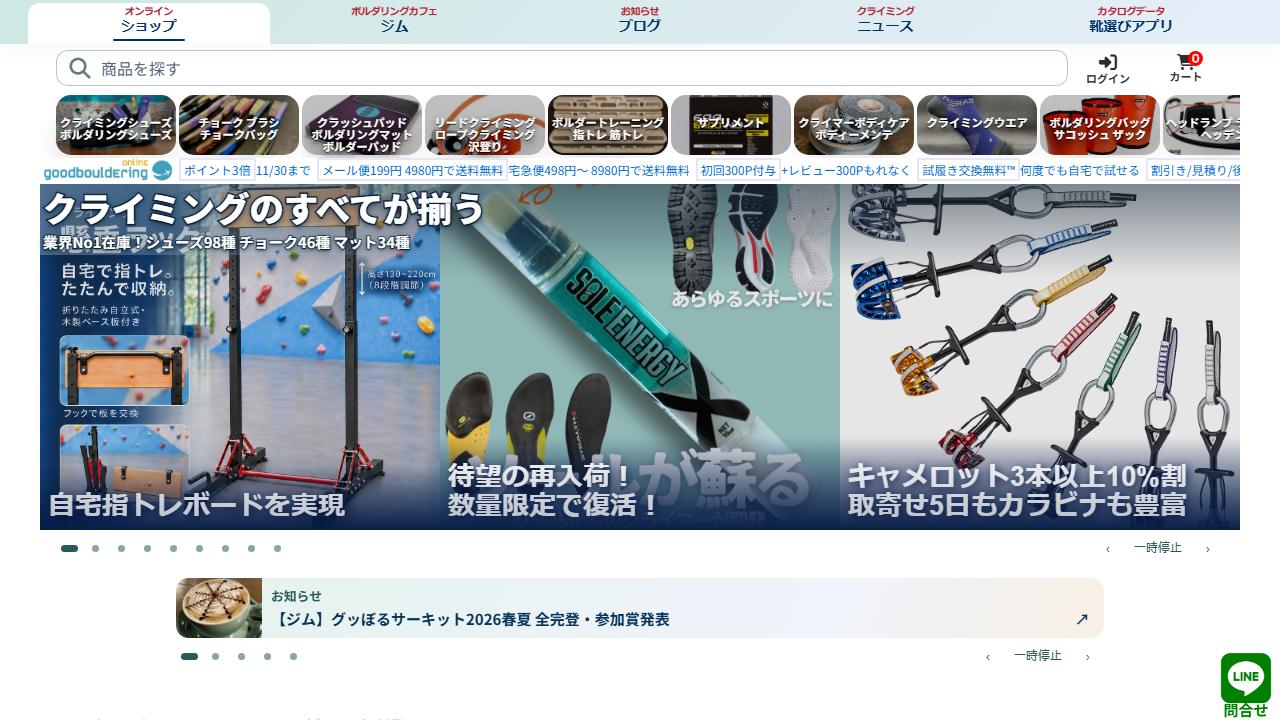 オンライン
ショップ
ボルダリングカフェ
ジム
お知らせ
ブログ
クライミング
ニュース
カタログデータ
靴選びアプリ
商品を探す
ログイン
0
カート
クライミングシューズ
ボルダリングシューズ
チョーク ブラシ
チョークバッグ
クラッシュパッド
ボルダリングマット
ボルダーパッド
リードクライミング
ロープクライミング
沢登り
ボルダートレーニング
指トレ 筋トレ
サプリメント
クライマーボディケア
ボディーメンテ
クライミングウエア
ボルダリングバッグ
サコッシュ ザック
ヘッドランプ
ヘッデン
online
goodbouldering
ポイント2倍 11/30まで
メール便199円 4980円で送料無料 宅急便498円〜 8980円で送料無料
初回300P付与 +レビュー300Pもれなく
試履き交換無料™ 何度でも自宅で試せる
割引き/見積り/後
クライミングのすべてが揃う
業界No1在庫！シューズ98種 チョーク46種 マット34種
自宅で指トレ。
たたんで収納。
折りたたみ自立式・
木製ベース板付き
高さ130~220cm
(8段階調節)
フックで板を交換
自宅指トレボードを実現
SOLE ENERGY
あらゆるスポーツに
が蘇る
待望の再入荷！
数量限定で復活！
キャメロット3本以上10%割
取寄せ5日もカラビナも豊富
‹ 一時停止 ›
お知らせ
【ジム】グッぼるサーキット2026春夏 全完登・参加賞発表
↗
‹ 一時停止 ›
LINE
問合せ